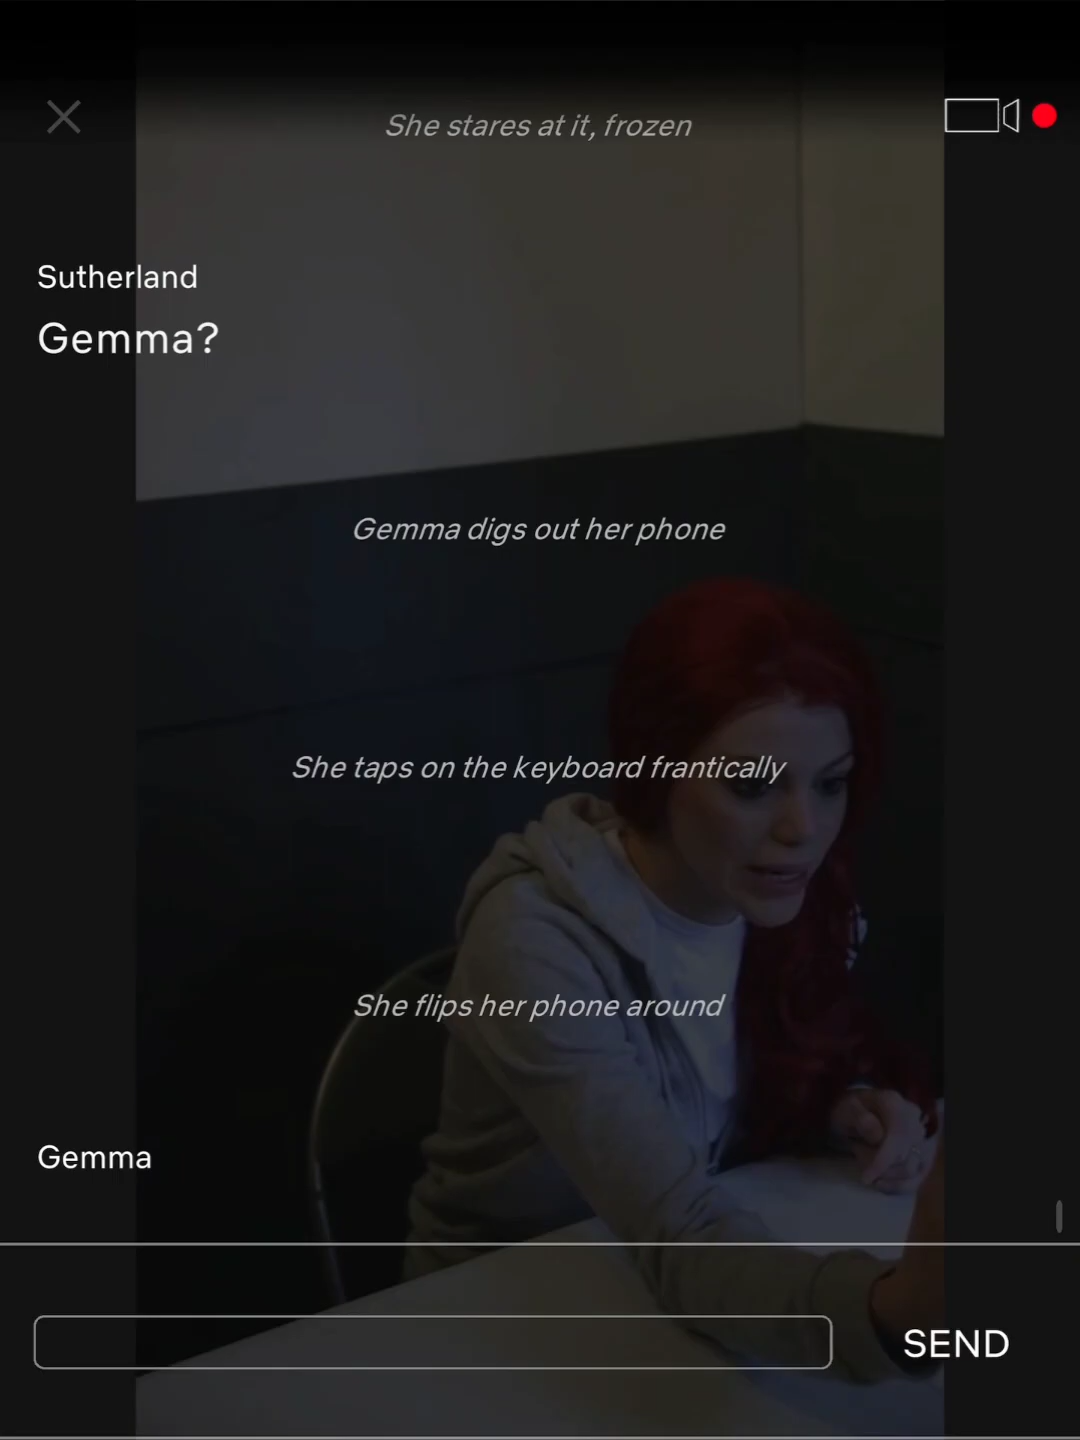 She stares at it, frozen
Sutherland
Gemma?
Gemma digs out her phone
She taps on the keyboard frantically
She flips her phone around
Gemma
SEND